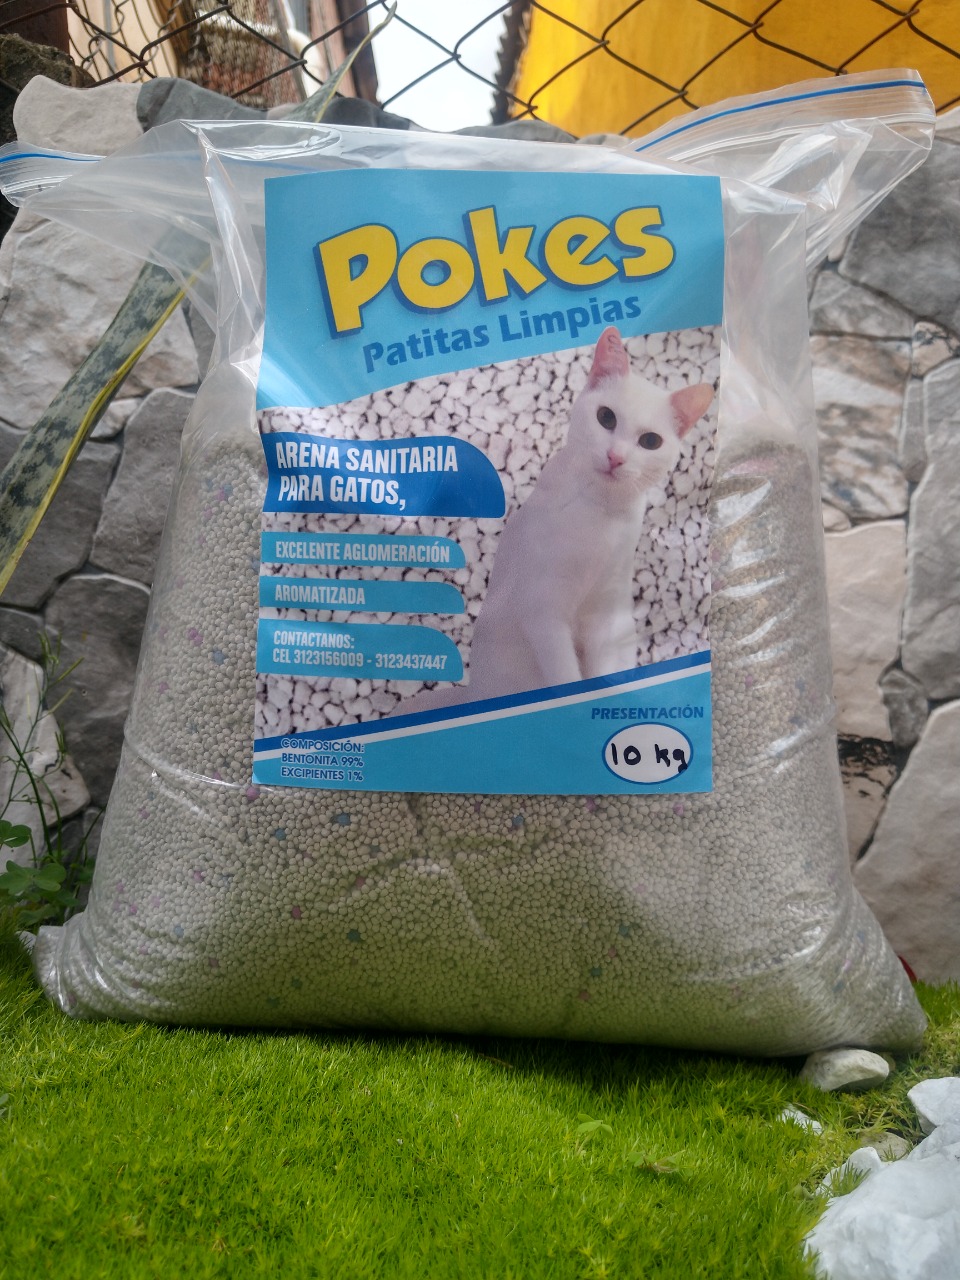 Pokes
Patitas Limpias
ARENA SANITARIA
PARA GATOS,
EXCELENTE AGLOMERACIÓN
AROMATIZADA
CONTACTANOS:
CEL 3123156009 - 3123437447
PRESENTACIÓN
10 kg
COMPOSICIÓN:
BENTONITA 99%
EXCIPIENTES 1%